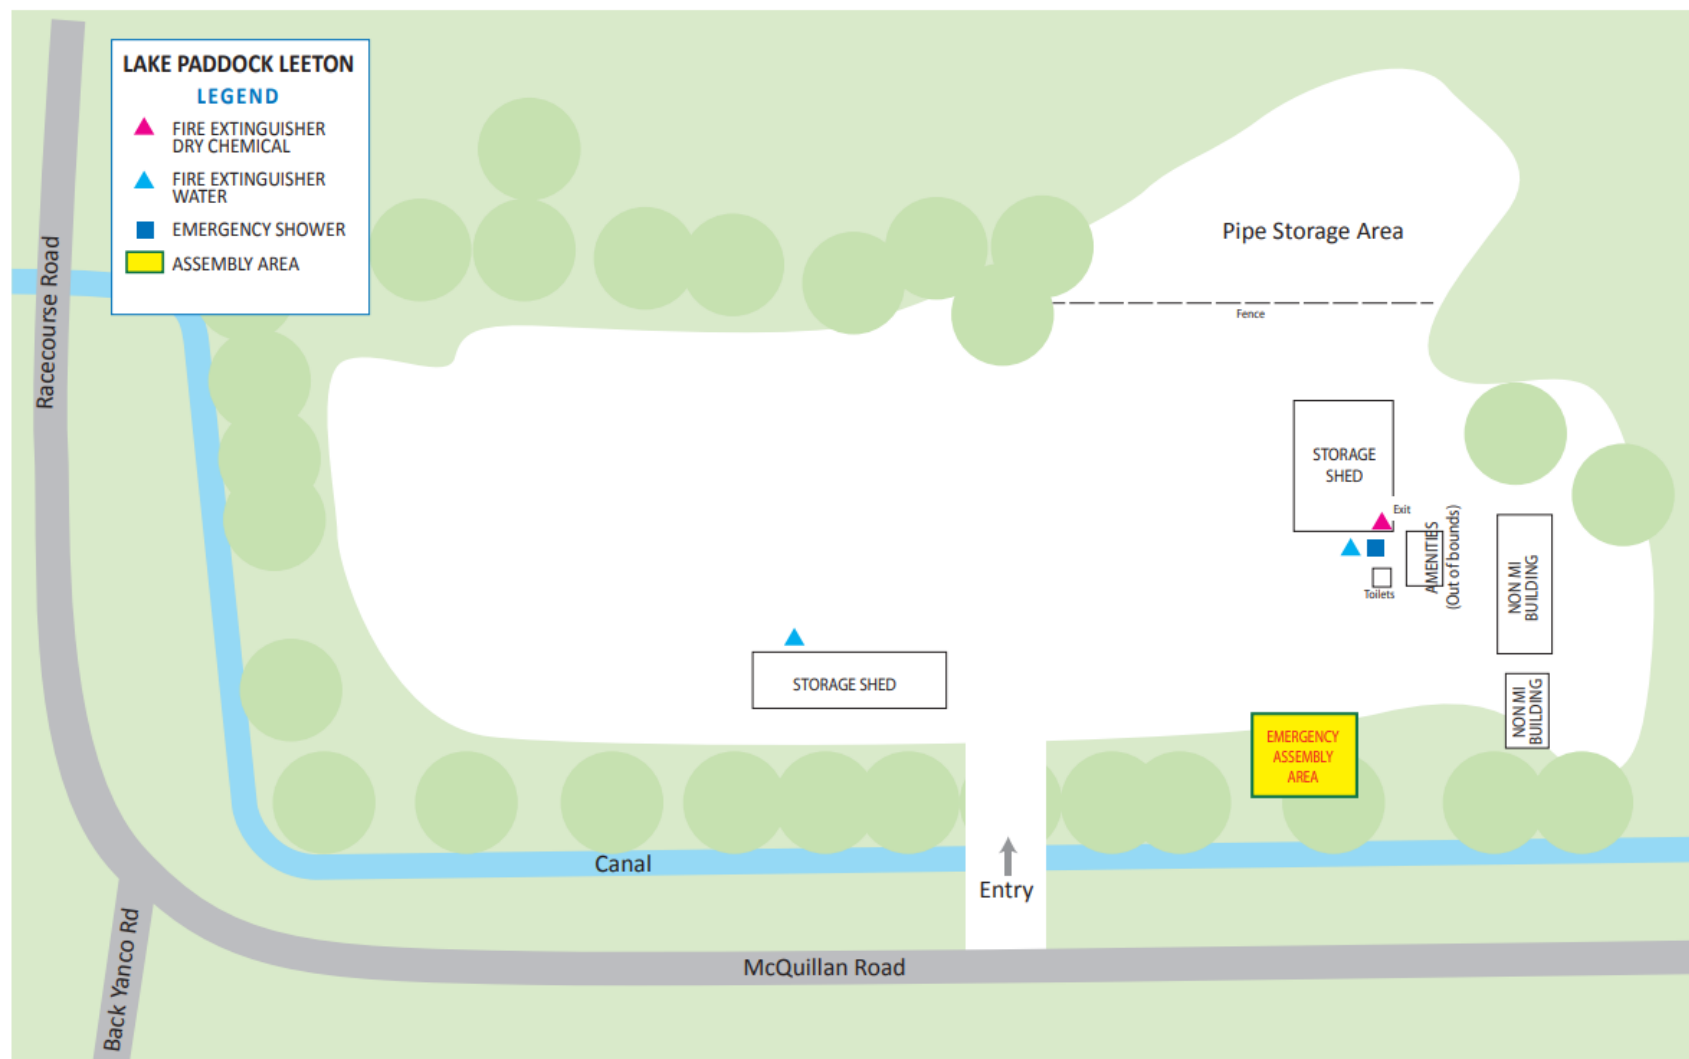 LAKE PADDOCK LEETON
LEGEND
FIRE EXTINGUISHER
DRY CHEMICAL
FIRE EXTINGUISHER
WATER
EMERGENCY SHOWER
ASSEMBLY AREA
Racecourse Road
Pipe Storage Area
Fence
STORAGE
SHED
Exit
AMENITIES
(Out of bounds)
Toilets
NON MI
BUILDING
STORAGE SHED
NON MI
BUILDING
EMERGENCY
ASSEMBLY
AREA
Canal
Entry
McQuillan Road
Back Yanco Rd